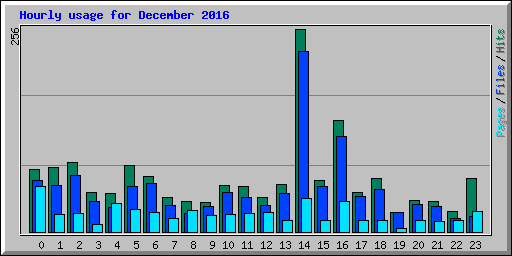 Hourly usage for December 2016
256
Pages/Files/Hits
0 1 2 3 4 5 6 7 8 9 10 11 12 13 14 15 16 17 18 19 20 21 22 23